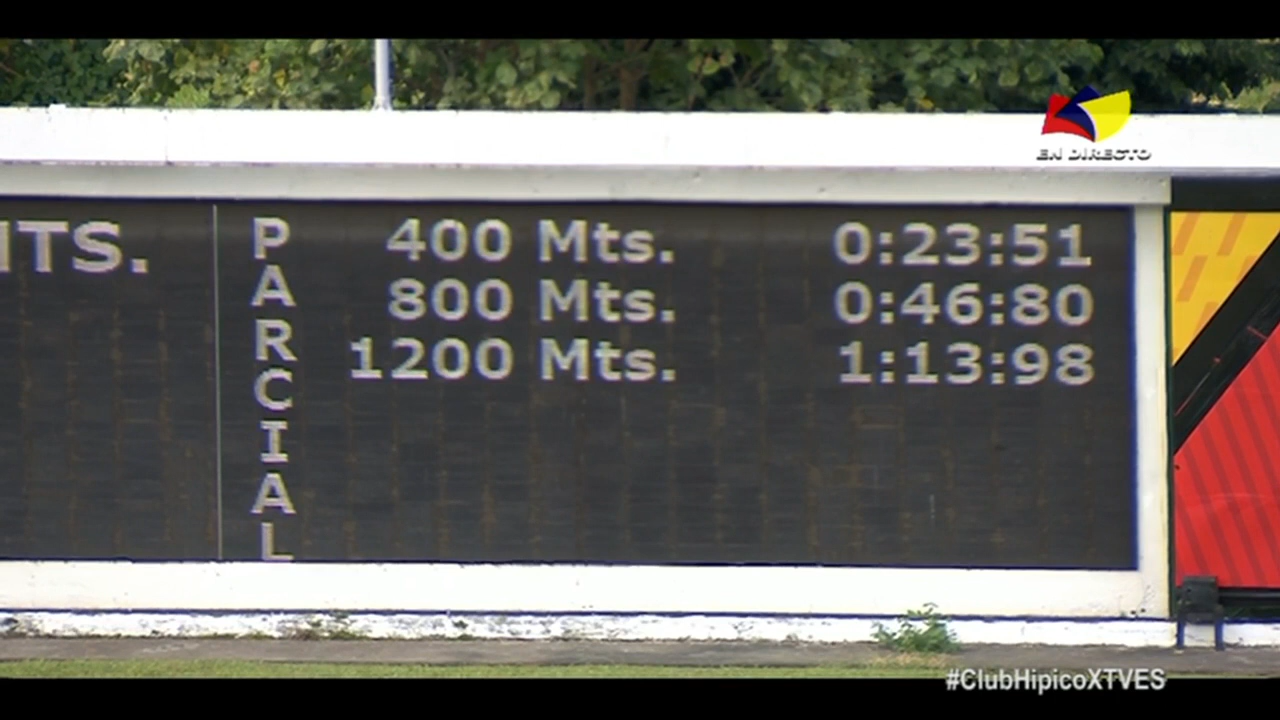 EN DIRECTO
MTS.
PARCIAL
400 Mts. 0:23:51
800 Mts. 0:46:80
1200 Mts. 1:13:98
#ClubHipicoXTVES